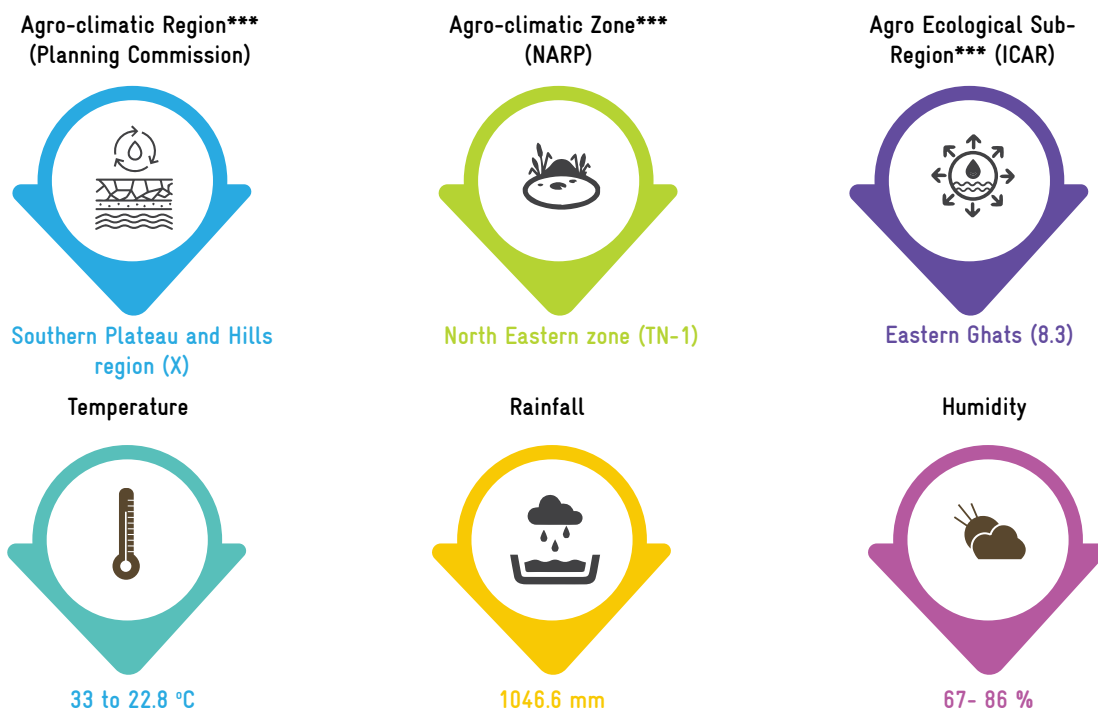 Agro-climatic Region***
(Planning Commission)
Agro-climatic Zone***
(NARP)
Agro Ecological Sub-
Region*** (ICAR)
Southern Plateau and Hills
region (X)
North Eastern zone (TN-1)
Eastern Ghats (8.3)
Temperature
Rainfall
Humidity
33 to 22.8 ºC
1046.6 mm
67- 86 %